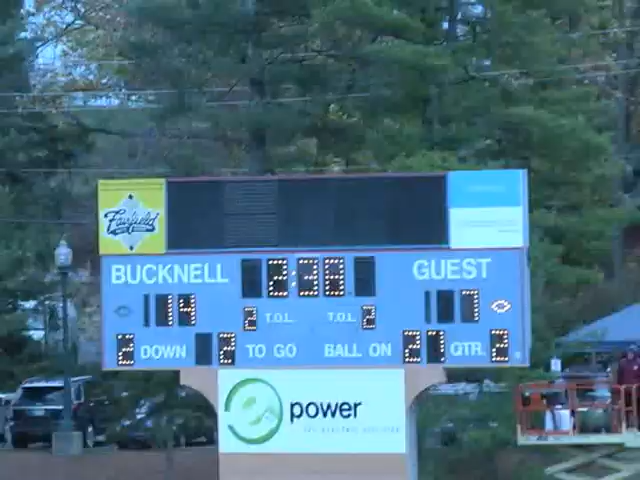 Fairfield
BUCKNELL 2:38 GUEST
14 2 T.O.L. T.O.L. 2 7
2 DOWN 2 TO GO BALL ON 27 QTR. 2
power